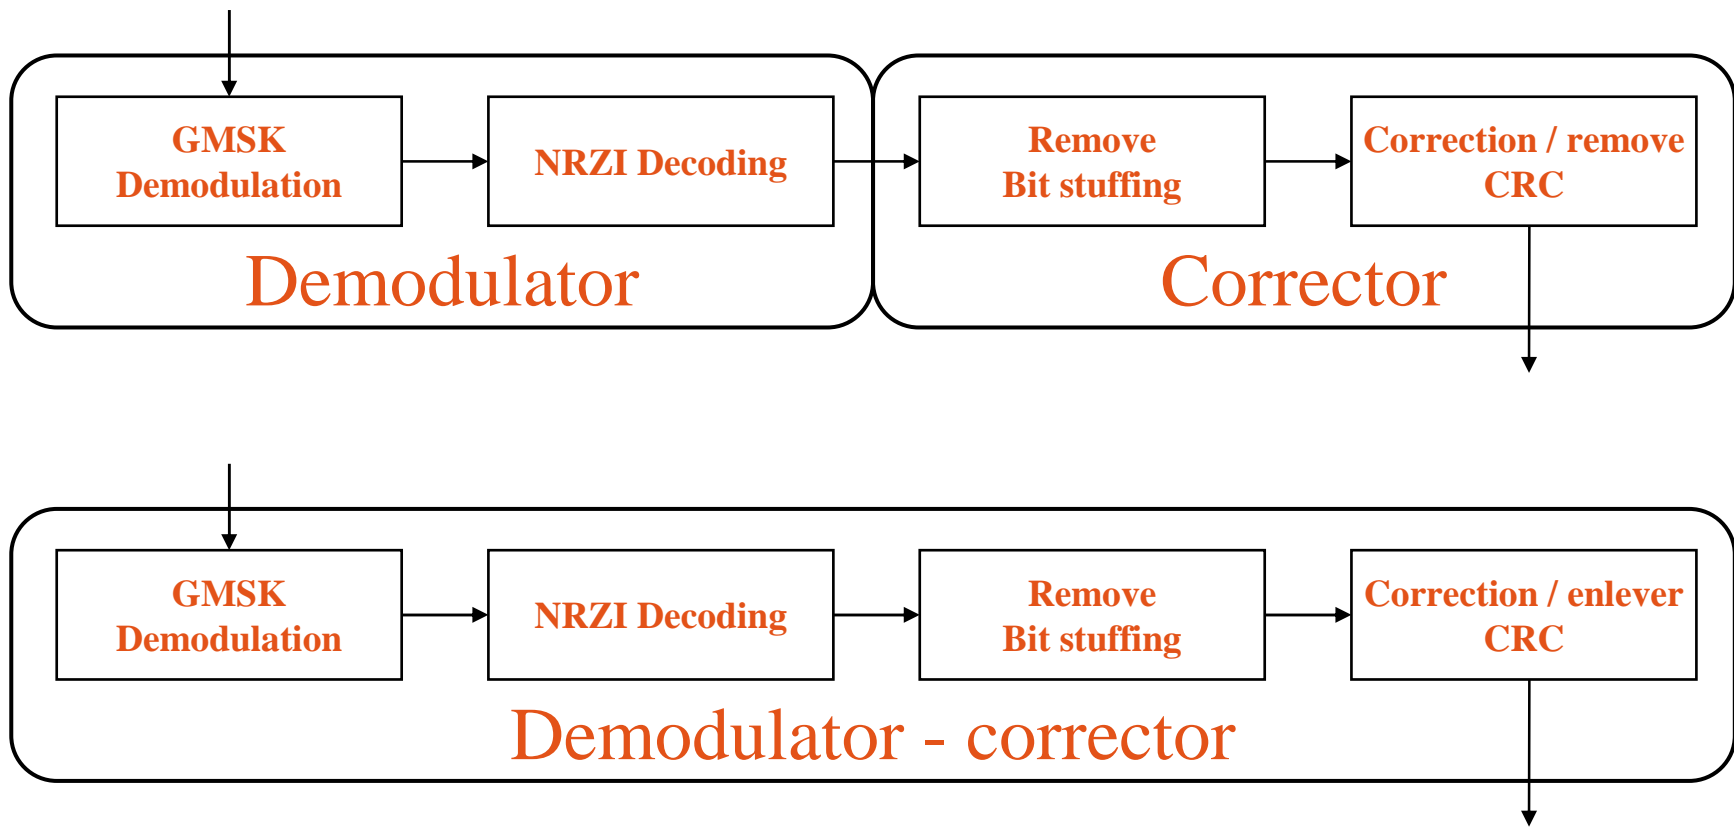 GMSK
Demodulation
NRZI Decoding
Remove
Bit stuffing
Correction / remove
CRC
Demodulator
Corrector
GMSK
Demodulation
NRZI Decoding
Remove
Bit stuffing
Correction / enlever
CRC
Demodulator - corrector